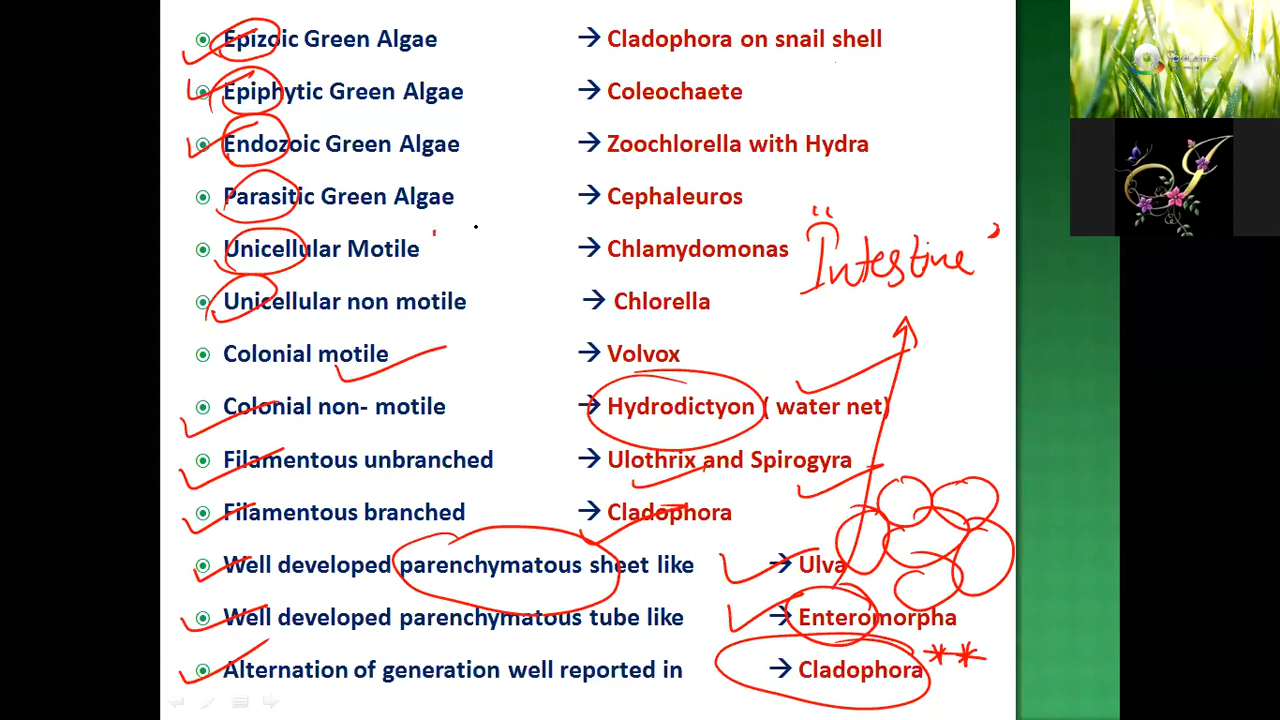 Epizoic Green Algae → Cladophora on snail shell
Epiphytic Green Algae → Coleochaete
Endozoic Green Algae → Zoochlorella with Hydra
Parasitic Green Algae → Cephaleuros
Unicellular Motile → Chlamydomonas
"Intestine"
Unicellular non motile → Chlorella
Colonial motile → Volvox
Colonial non- motile → Hydrodictyon ( water net)
Filamentous unbranched → Ulothrix and Spirogyra
Filamentous branched → Cladophora
Well developed parenchymatous sheet like → Ulva
Well developed parenchymatous tube like → Enteromorpha
Alternation of generation well reported in → Cladophora **